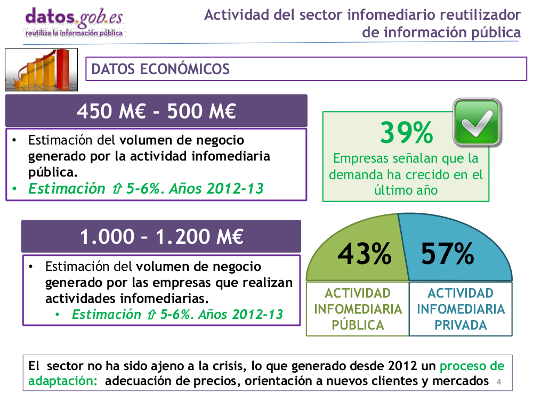 datos.gob.es
reutiliza la información pública
Actividad del sector infomediario reutilizador
de información pública
DATOS ECONÓMICOS
450 M€ - 500 M€
• Estimación del volumen de negocio
generado por la actividad infomediaria
pública.
• Estimación ⇧ 5-6%. Años 2012-13
39%
Empresas señalan que la
demanda ha crecido en el
último año
1.000 – 1.200 M€
• Estimación del volumen de negocio
generado por las empresas que realizan
actividades infomediarias.
• Estimación ⇧ 5-6%. Años 2012-13
43% 57%
ACTIVIDAD
INFOMEDIARIA
PÚBLICA
ACTIVIDAD
INFOMEDIARIA
PRIVADA
El sector no ha sido ajeno a la crisis, lo que generado desde 2012 un proceso de
adaptación: adecuación de precios, orientación a nuevos clientes y mercados 4